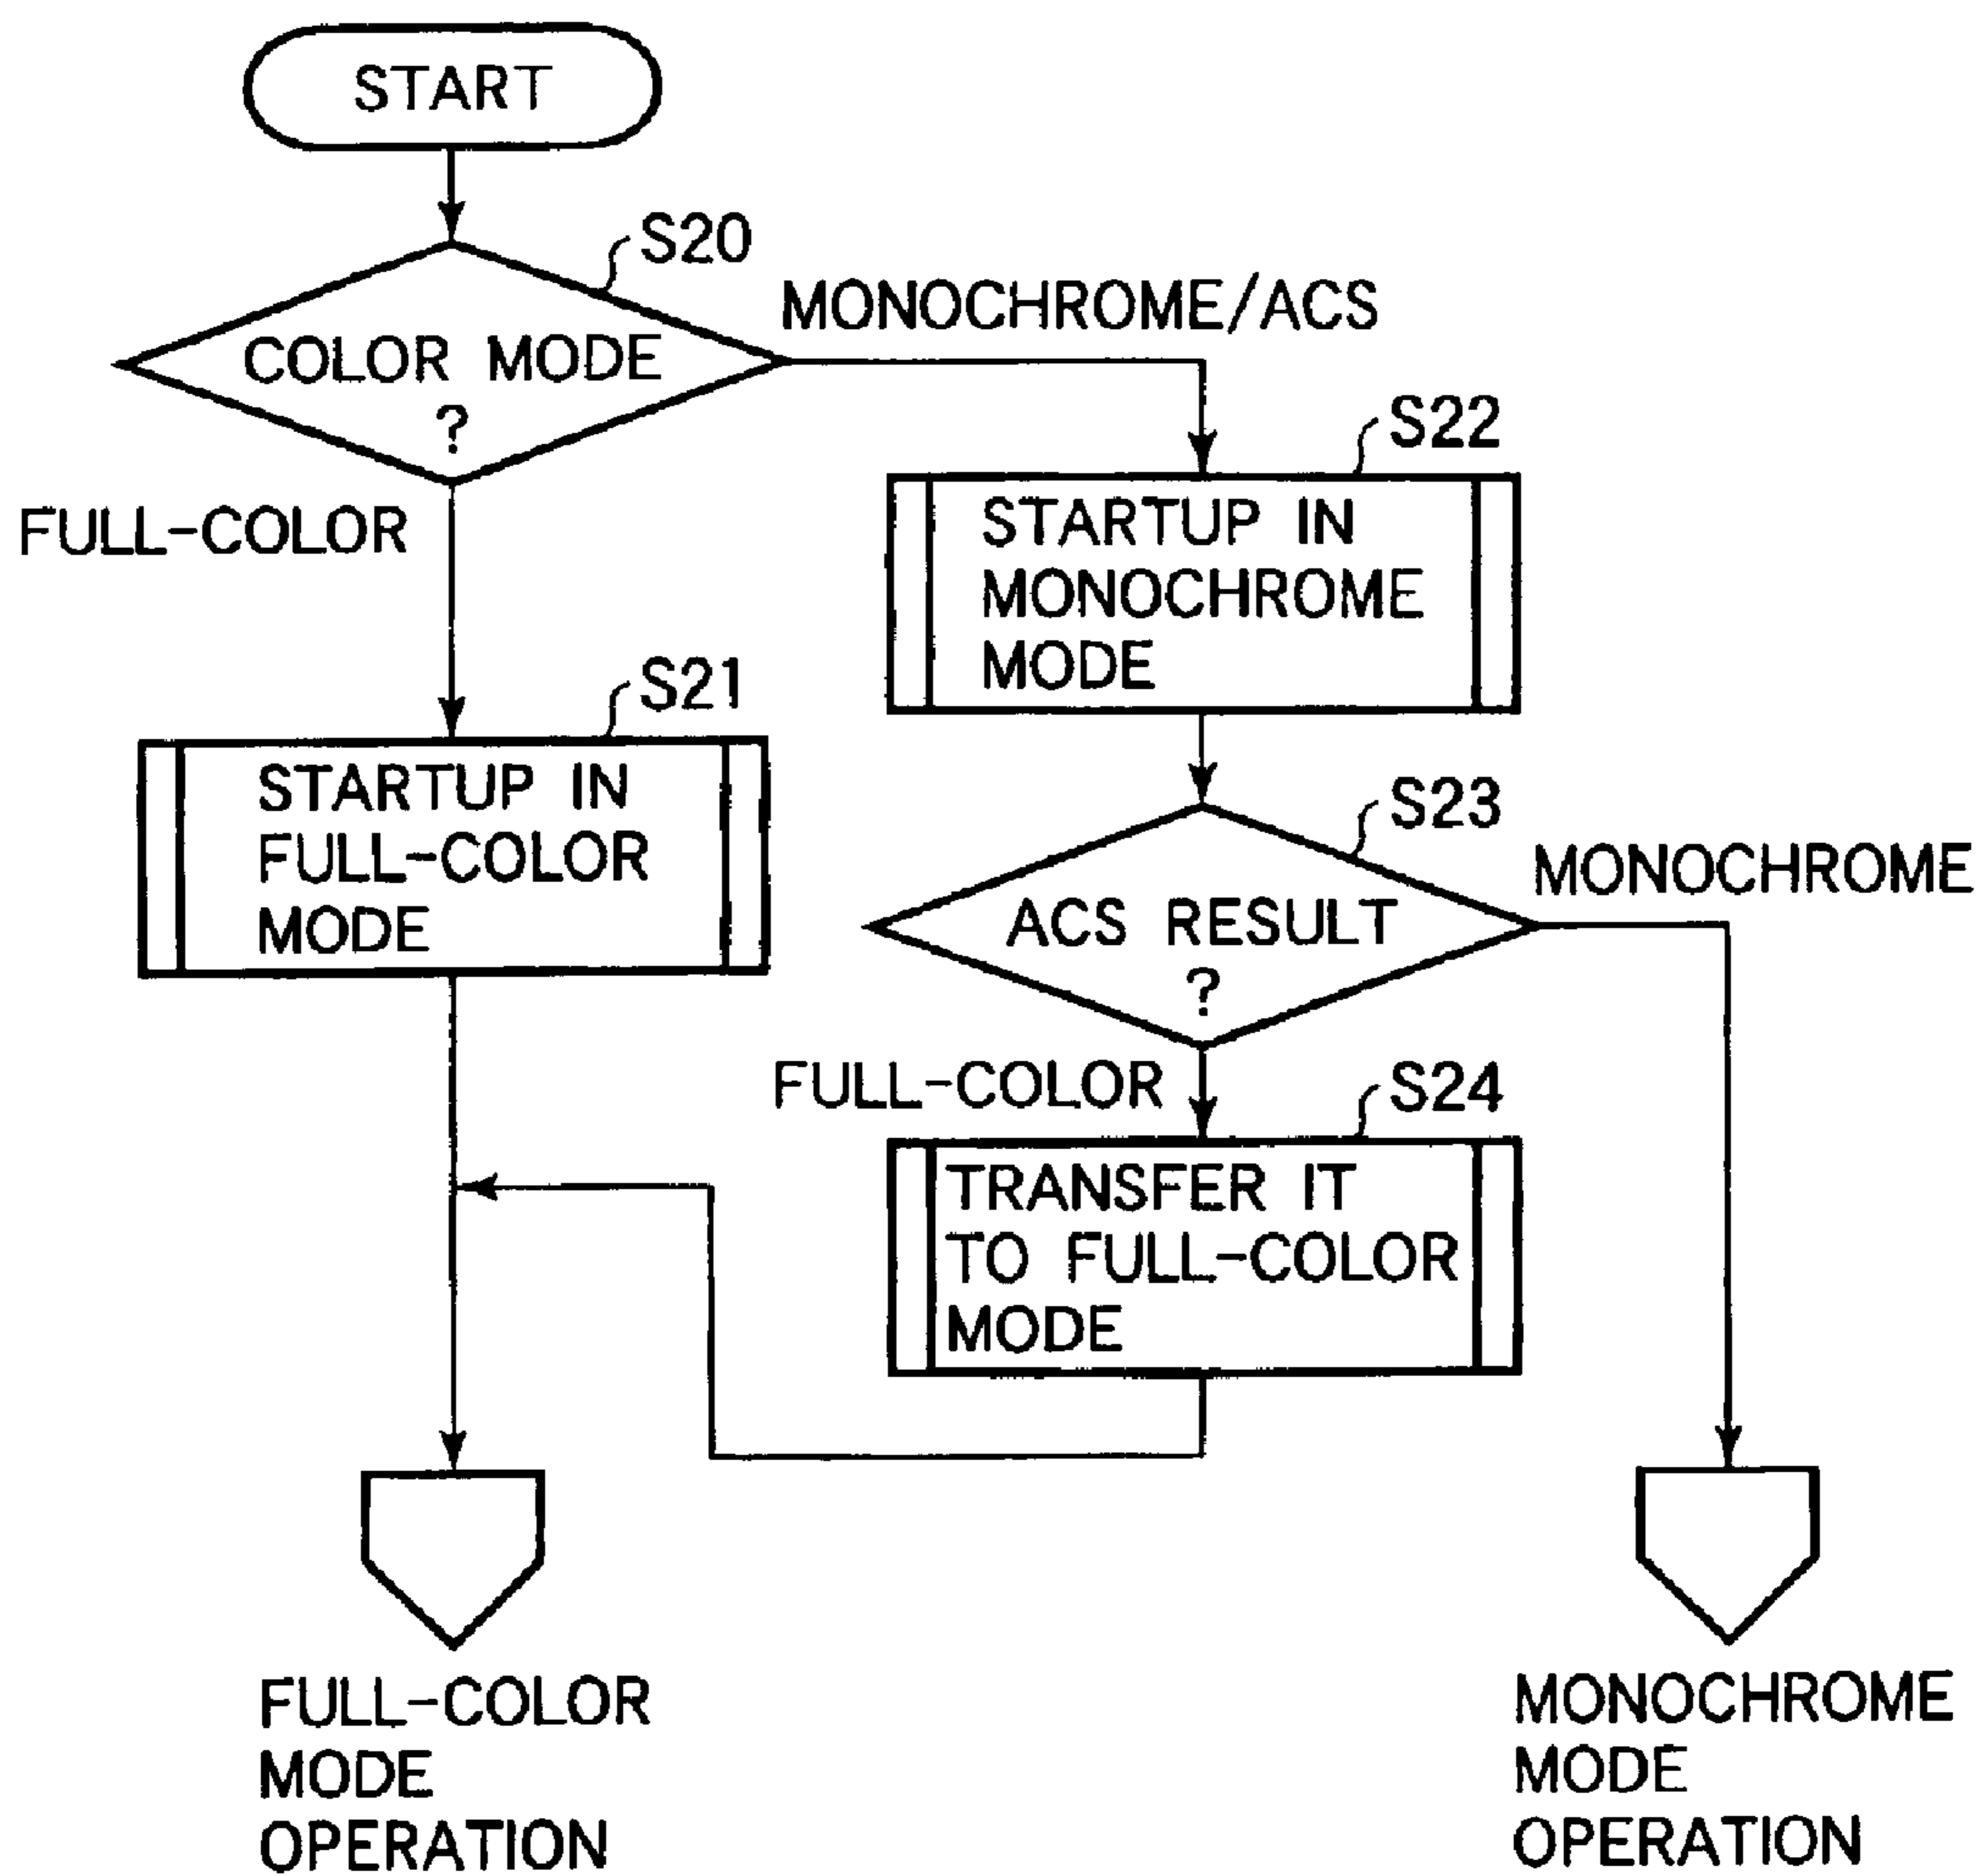 START
S20
MONOCHROME/ACS
COLOR MODE
?
FULL-COLOR
S22
STARTUP IN
MONOCHROME
MODE
S21
STARTUP IN
FULL-COLOR
MODE
S23
MONOCHROME
ACS RESULT
?
FULL-COLOR
S24
TRANSFER IT
TO FULL-COLOR
MODE
FULL-COLOR
MODE
OPERATION
MONOCHROME
MODE
OPERATION